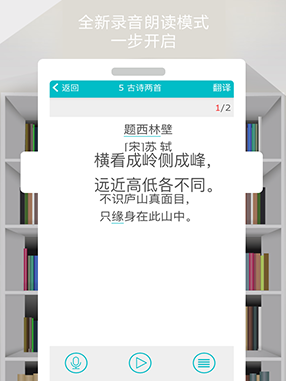 全新录音朗读模式
一步开启
返回 5 古诗两首 翻译
1/2
题西林壁
[宋]苏 轼
横看成岭侧成峰，
远近高低各不同。
不识庐山真面目，
只缘身在此山中。